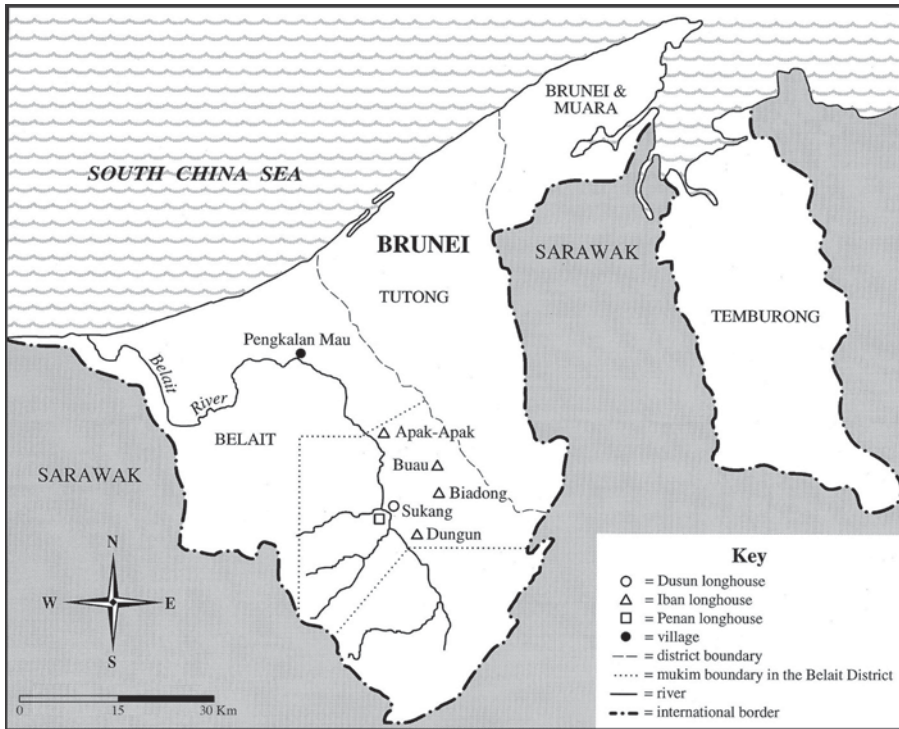 BRUNEI &
MUARA
SOUTH CHINA SEA
BRUNEI
SARAWAK
TUTONG
TEMBURONG
Pengkalan Mau
Belait
River
BELAIT
Apak-Apak
SARAWAK
Buau
Biadong
Sukang
Dungun
N
W E
S
0 15 30 Km
Key
= Dusun longhouse
= Iban longhouse
= Penan longhouse
= village
= district boundary
= mukim boundary in the Belait District
= river
= international border